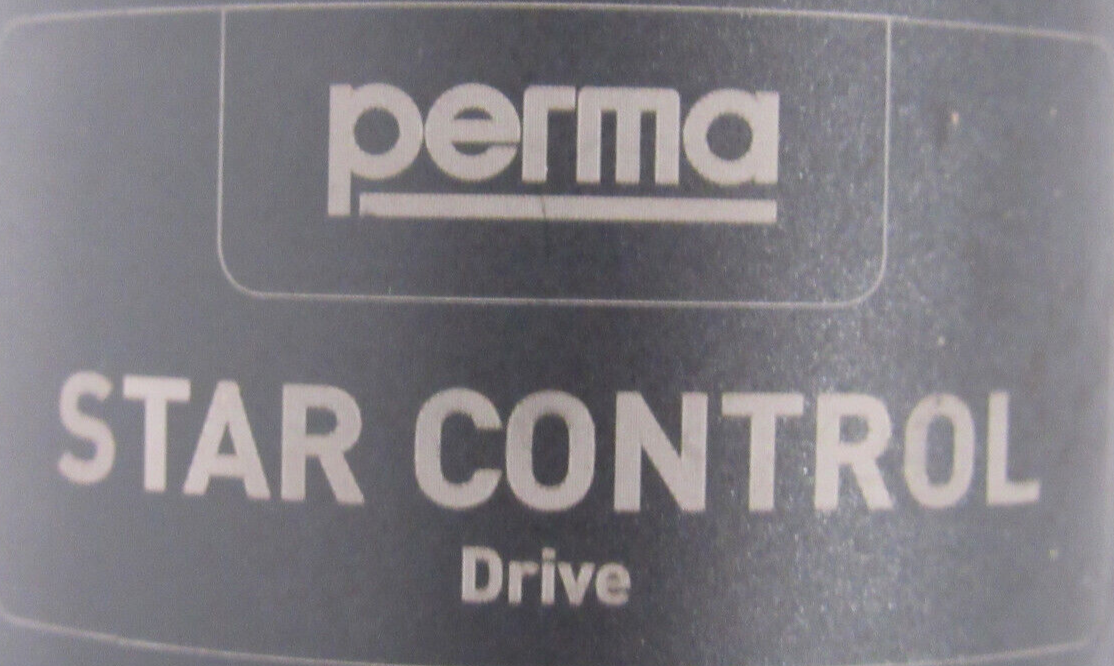 perma
STAR CONTROL
Drive